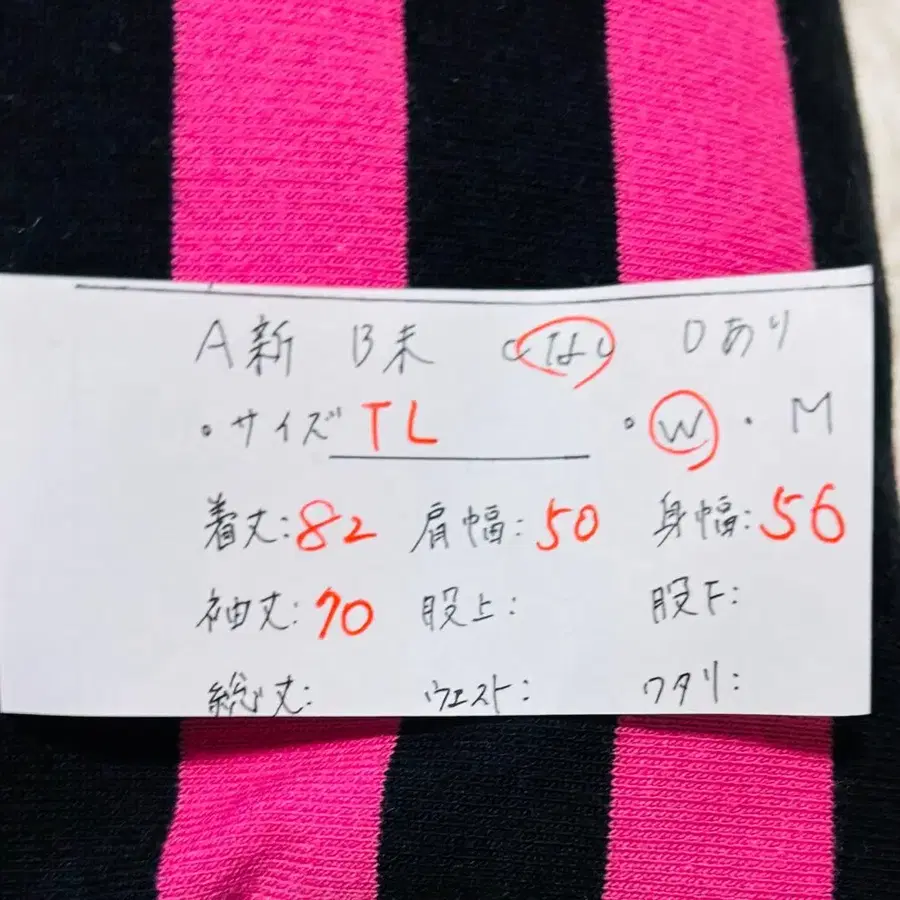 A新 B未 Cなし Dあり
・サイズ TL ・W・M
着丈:82 肩幅:50 身幅:56
袖丈:70 股上: 股下:
総丈: ウエスト: ワタリ: